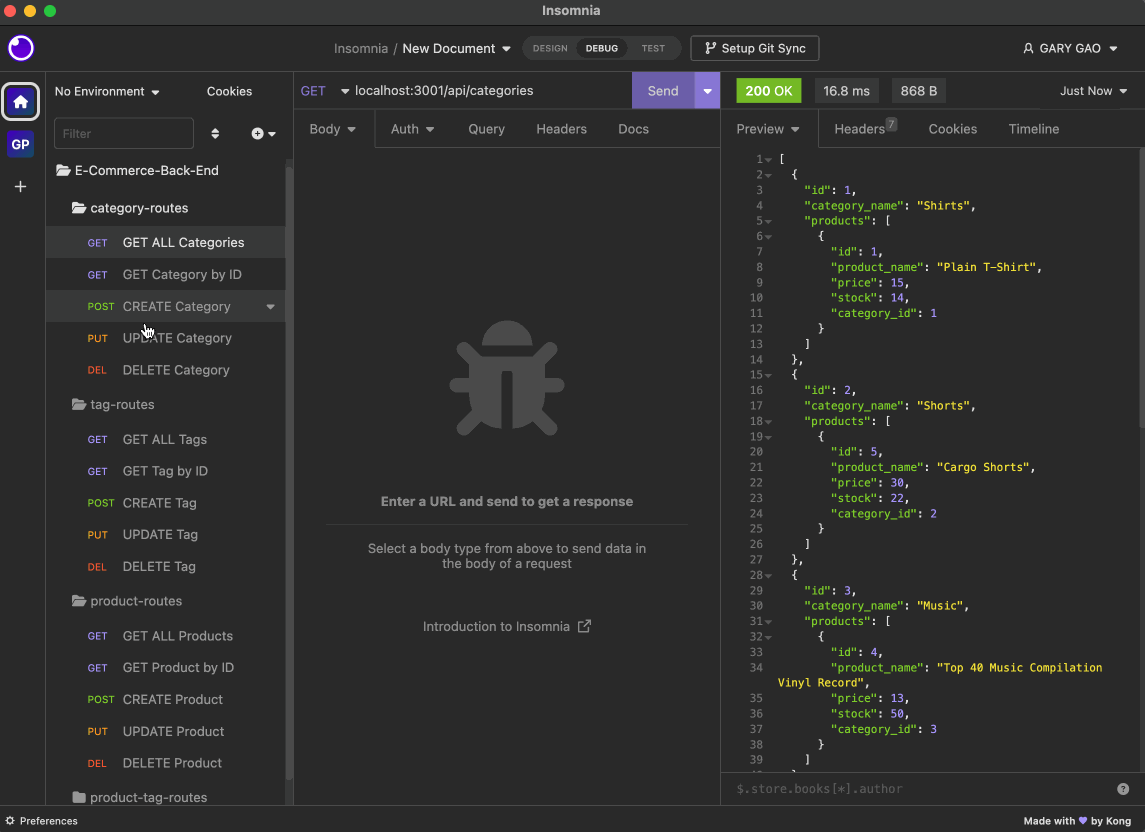 Insomnia
Insomnia / New Document
DESIGN DEBUG TEST
Setup Git Sync
GARY GAO
GP
No Environment
Cookies
Filter
E-Commerce-Back-End
category-routes
GET GET ALL Categories
GET GET Category by ID
POST CREATE Category
PUT UPDATE Category
DEL DELETE Category
tag-routes
GET GET ALL Tags
GET GET Tag by ID
POST CREATE Tag
PUT UPDATE Tag
DEL DELETE Tag
product-routes
GET GET ALL Products
GET GET Product by ID
POST CREATE Product
PUT UPDATE Product
DEL DELETE Product
product-tag-routes
GET localhost:3001/api/categories Send
Body Auth Query Headers Docs
Enter a URL and send to get a response
Select a body type from above to send data in
the body of a request
Introduction to Insomnia
200 OK 16.8 ms 868 B Just Now
Preview Headers 7 Cookies Timeline
1 [
2 {
3 "id": 1,
4 "category_name": "Shirts",
5 "products": [
6 {
7 "id": 1,
8 "product_name": "Plain T-Shirt",
9 "price": 15,
10 "stock": 14,
11 "category_id": 1
12 }
13 ]
14 },
15 {
16 "id": 2,
17 "category_name": "Shorts",
18 "products": [
19 {
20 "id": 5,
21 "product_name": "Cargo Shorts",
22 "price": 30,
23 "stock": 22,
24 "category_id": 2
25 }
26 ]
27 },
28 {
29 "id": 3,
30 "category_name": "Music",
31 "products": [
32 {
33 "id": 4,
34 "product_name": "Top 40 Music Compilation
Vinyl Record",
35 "price": 13,
36 "stock": 50,
37 "category_id": 3
38 }
39 ]
$.store.books[*].author
Preferences
Made with 💜 by Kong